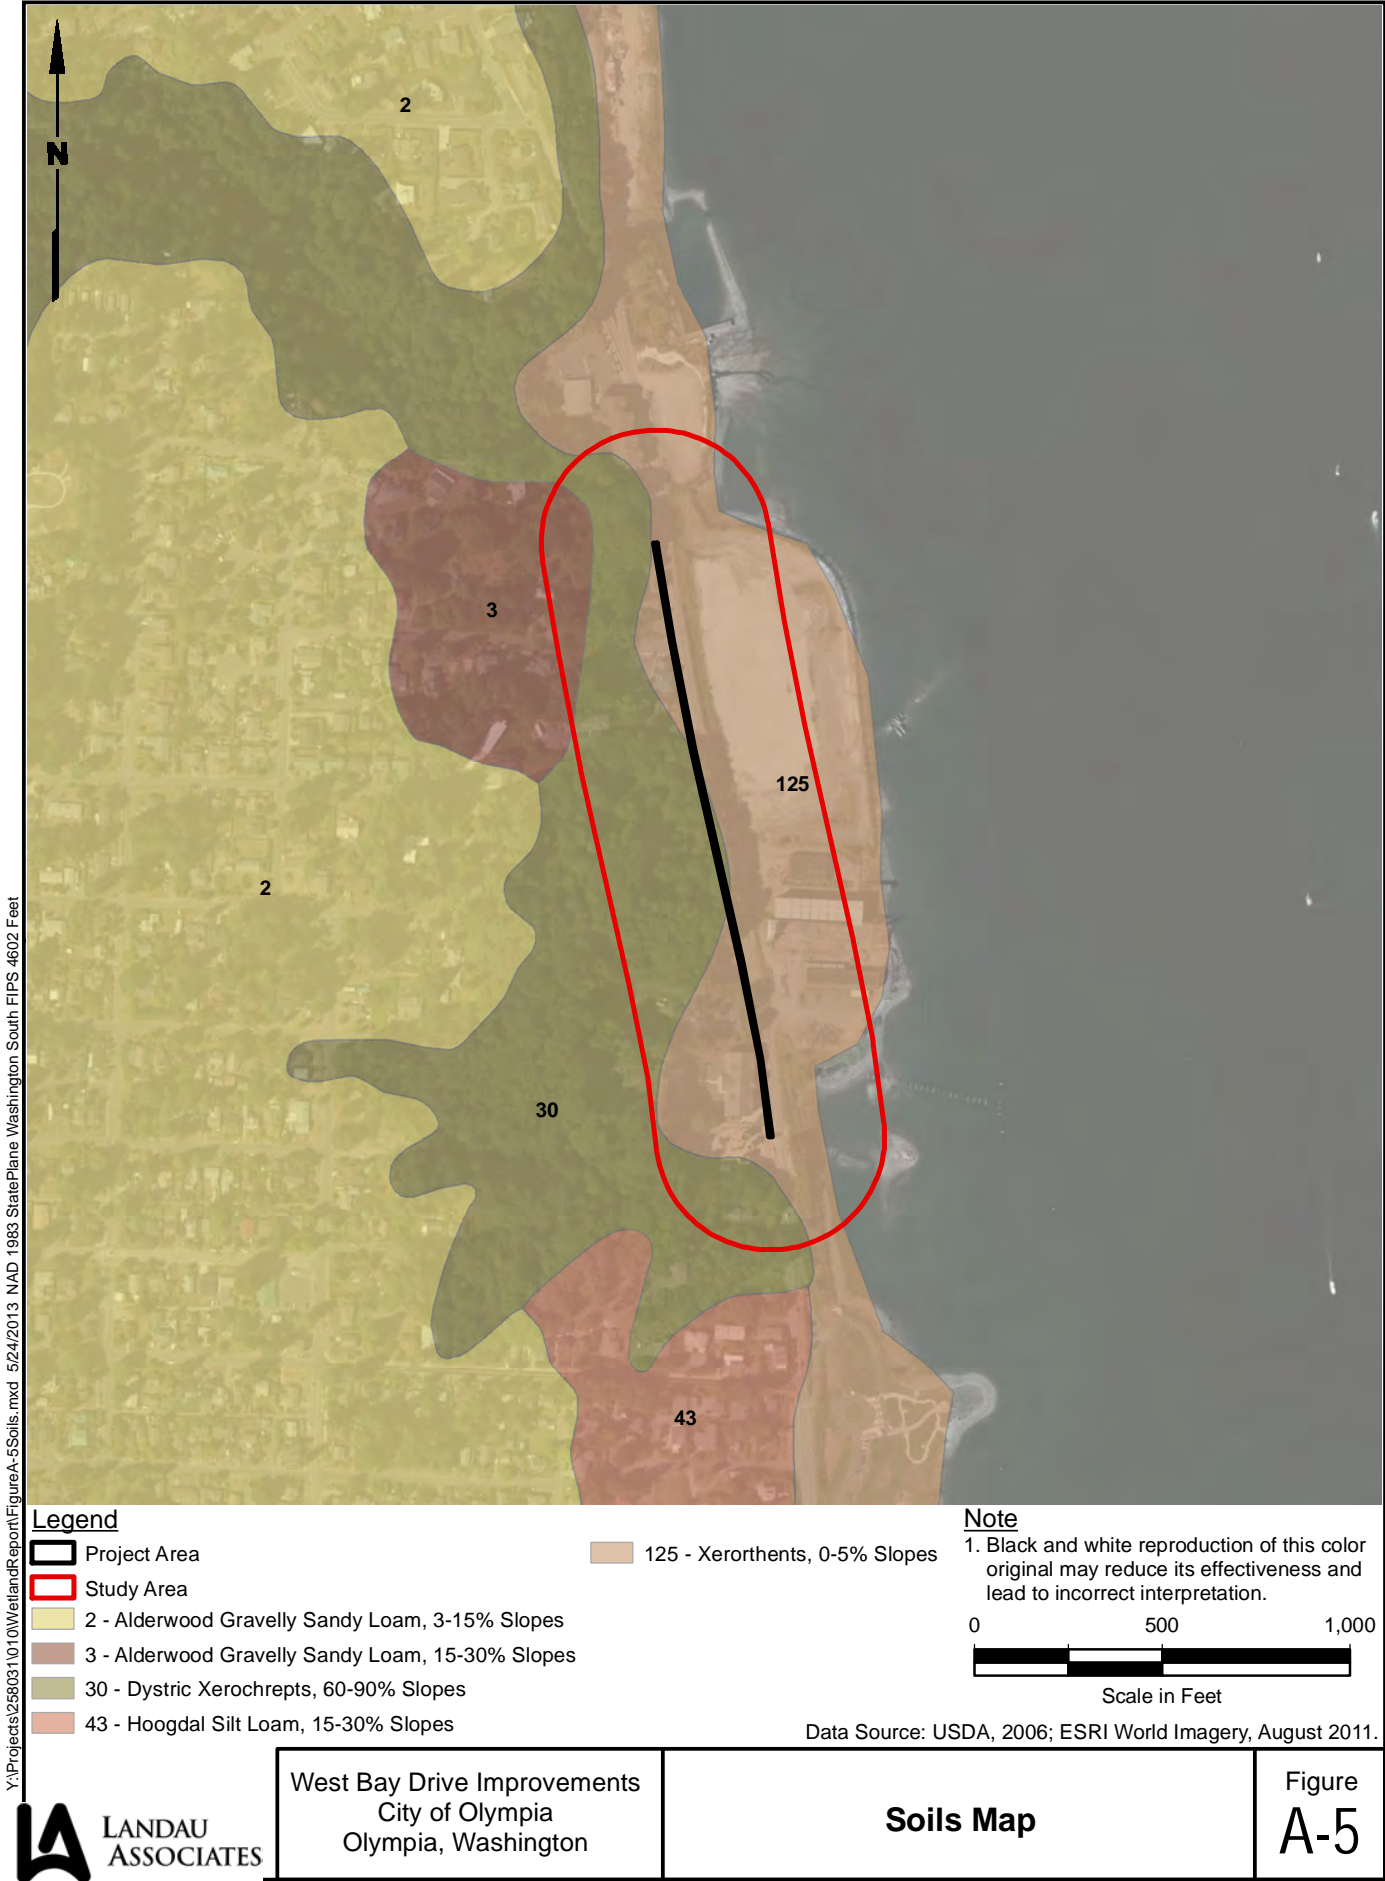 N
2
3
125
2
30
43
Y:\Projects\258031\010\WetlandReport\FigureA-5Soils.mxd 5/24/2013 NAD 1983 StatePlane Washington South FIPS 4602 Feet
Legend
Project Area
Study Area
2 - Alderwood Gravelly Sandy Loam, 3-15% Slopes
3 - Alderwood Gravelly Sandy Loam, 15-30% Slopes
30 - Dystric Xerochrepts, 60-90% Slopes
43 - Hoogdal Silt Loam, 15-30% Slopes
125 - Xerorthents, 0-5% Slopes
Note
1. Black and white reproduction of this color
original may reduce its effectiveness and
lead to incorrect interpretation.
0 500 1,000
Scale in Feet
Data Source: USDA, 2006; ESRI World Imagery, August 2011.
LANDAU
ASSOCIATES
West Bay Drive Improvements
City of Olympia
Olympia, Washington
Soils Map
Figure
A-5